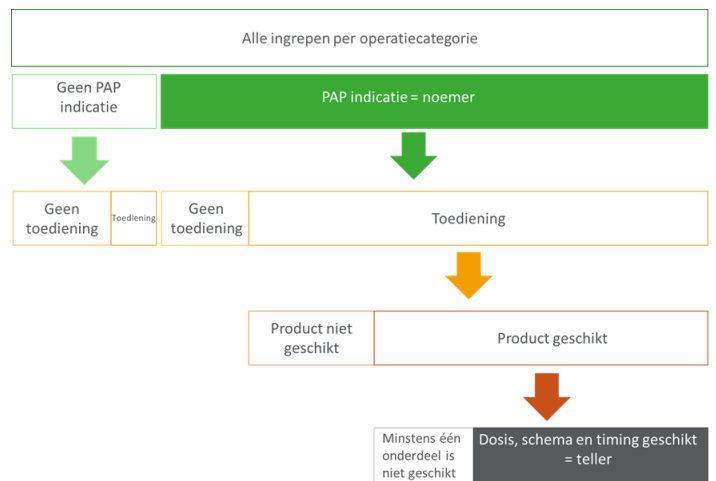 Alle ingrepen per operatiecategorie
Geen PAP
indicatie
PAP indicatie = noemer
Geen
toediening
Toediening
Geen
toediening
Toediening
Product niet
geschikt
Product geschikt
Minstens één
onderdeel is
niet geschikt
Dosis, schema en timing geschikt
= teller